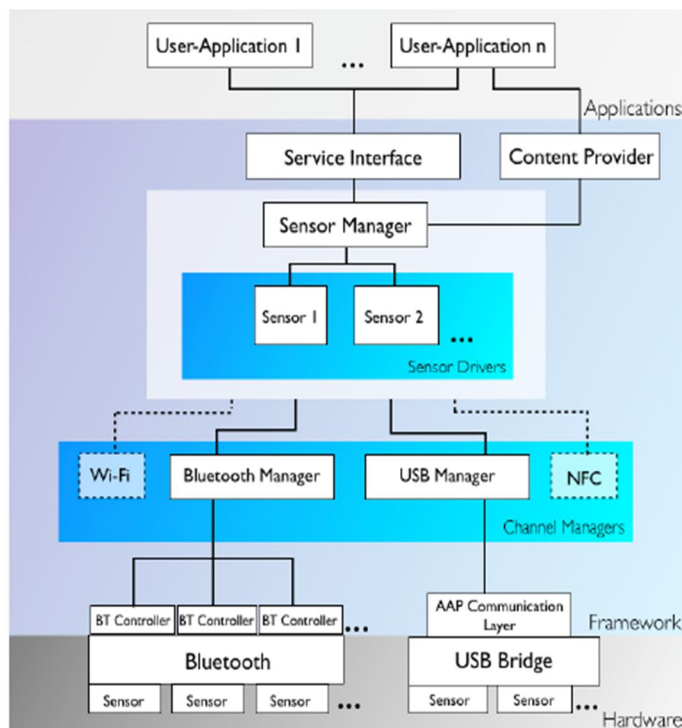 User-Application 1
...
User-Application n
Applications
Service Interface
Content Provider
Sensor Manager
Sensor 1
Sensor 2
...
Sensor Drivers
Wi-Fi
Bluetooth Manager
USB Manager
NFC
Channel Managers
BT Controller
BT Controller
BT Controller
...
AAP Communication
Layer
Framework
Bluetooth
USB Bridge
Sensor
Sensor
Sensor
...
Sensor
Sensor
...
Hardware